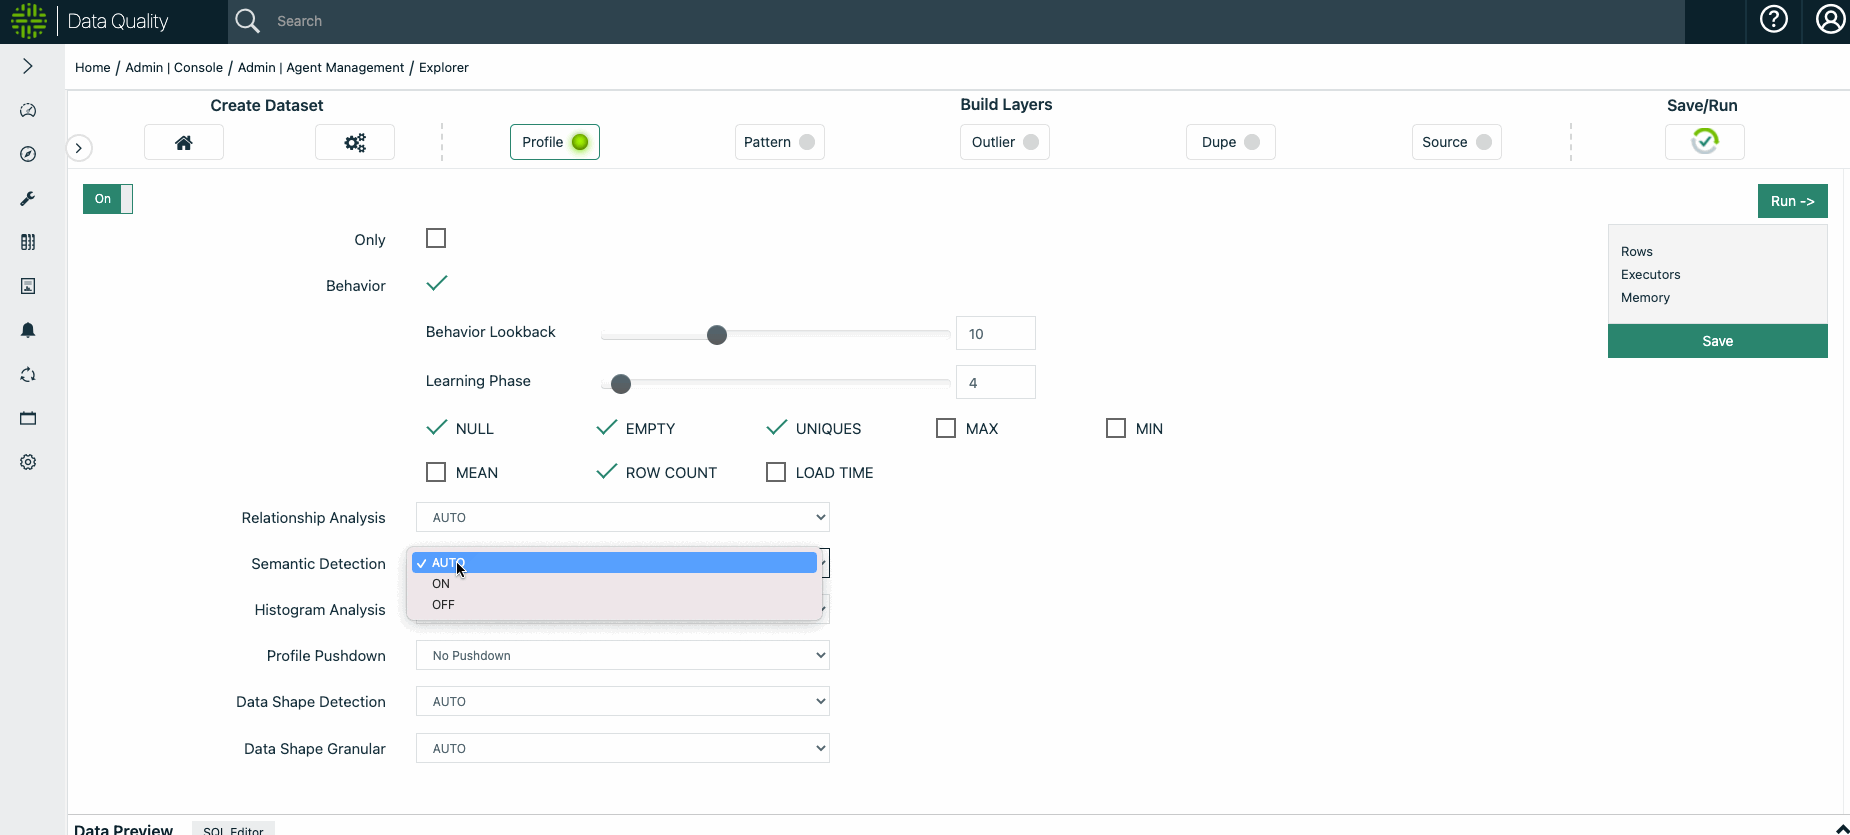 Data Quality
Search
Home / Admin | Console / Admin | Agent Management / Explorer
Create Dataset
Build Layers
Save/Run
Profile
Pattern
Outlier
Dupe
Source
On
Run ->
Only
Rows
Executors
Memory
Save
Behavior
Behavior Lookback
10
Learning Phase
4
NULL
EMPTY
UNIQUES
MAX
MIN
MEAN
ROW COUNT
LOAD TIME
Relationship Analysis
AUTO
Semantic Detection
AUTO
ON
OFF
Histogram Analysis
Profile Pushdown
No Pushdown
Data Shape Detection
AUTO
Data Shape Granular
AUTO
Data Preview
SQL Editor